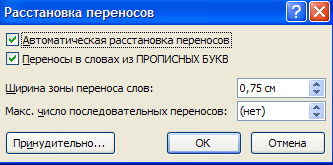 Расстановка переносов
Автоматическая расстановка переносов
Переносы в словах из ПРОПИСНЫХ БУКВ
Ширина зоны переноса слов: 0,75 см
Макс. число последовательных переносов: (нет)
Принудительно... ОК Отмена